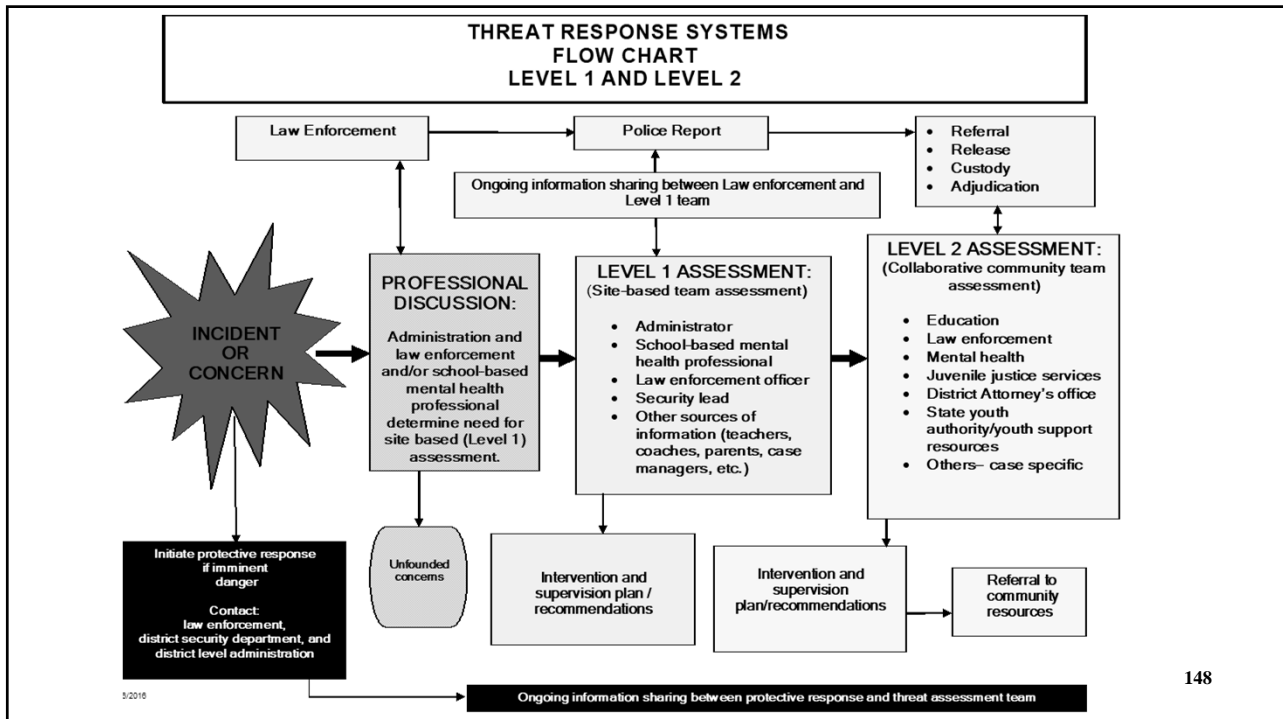 THREAT RESPONSE SYSTEMS
FLOW CHART
LEVEL 1 AND LEVEL 2
Law Enforcement
Police Report
• Referral
• Release
• Custody
• Adjudication
Ongoing information sharing between Law enforcement and
Level 1 team
INCIDENT
OR
CONCERN
PROFESSIONAL
DISCUSSION:
Administration and
law enforcement
and/or school-based
mental health
professional
determine need for
site based (Level 1)
assessment.
LEVEL 1 ASSESSMENT:
(Site-based team assessment)
• Administrator
• School-based mental
health professional
• Law enforcement officer
• Security lead
• Other sources of
information (teachers,
coaches, parents, case
managers, etc.)
LEVEL 2 ASSESSMENT:
(Collaborative community team
assessment)
• Education
• Law enforcement
• Mental health
• Juvenile justice services
• District Attorney's office
• State youth
authority/youth support
resources
• Others– case specific
Initiate protective response
if imminent
danger
Contact:
law enforcement,
district security department, and
district level administration
Unfounded
concerns
Intervention and
supervision plan /
recommendations
Intervention and
supervision
plan/recommendations
Referral to
community
resources
/2016
Ongoing information sharing between protective response and threat assessment team
148